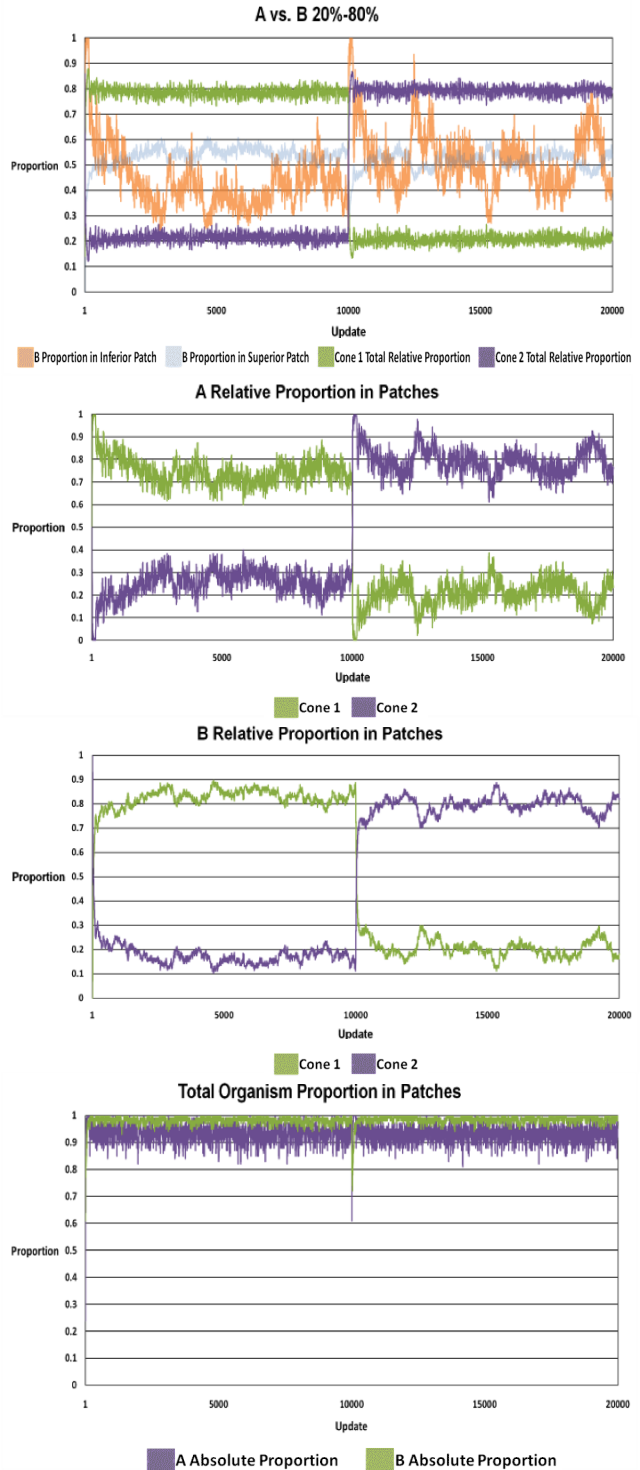 A vs. B 20%-80%
1
0.9
0.8
0.7
0.6
Proportion 0.5
0.4
0.3
0.2
0.1
0
1 5000 10000 15000 20000
Update
B Proportion in Inferior Patch B Proportion in Superior Patch Cone 1 Total Relative Proportion Cone 2 Total Relative Proportion
A Relative Proportion in Patches
1
0.9
0.8
0.7
0.6
Proportion 0.5
0.4
0.3
0.2
0.1
0
1 5000 10000 15000 20000
Update
Cone 1 Cone 2
B Relative Proportion in Patches
1
0.9
0.8
0.7
0.6
Proportion 0.5
0.4
0.3
0.2
0.1
0
1 5000 10000 15000 20000
Update
Cone 1 Cone 2
Total Organism Proportion in Patches
1
0.9
0.8
0.7
0.6
Proportion 0.5
0.4
0.3
0.2
0.1
0
1 5000 10000 15000 20000
Update
A Absolute Proportion B Absolute Proportion